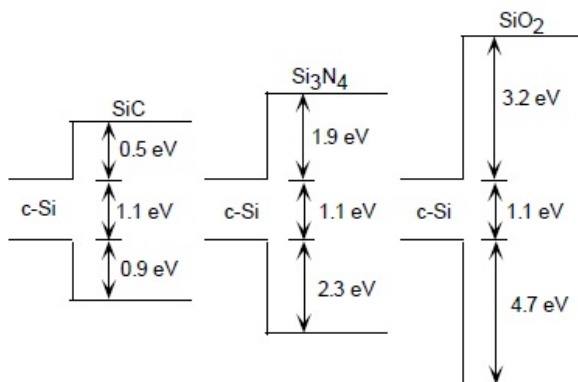 SiC
0.5 eV
c-Si
1.1 eV
0.9 eV
Si3N4
1.9 eV
c-Si
1.1 eV
2.3 eV
SiO2
3.2 eV
c-Si
1.1 eV
4.7 eV